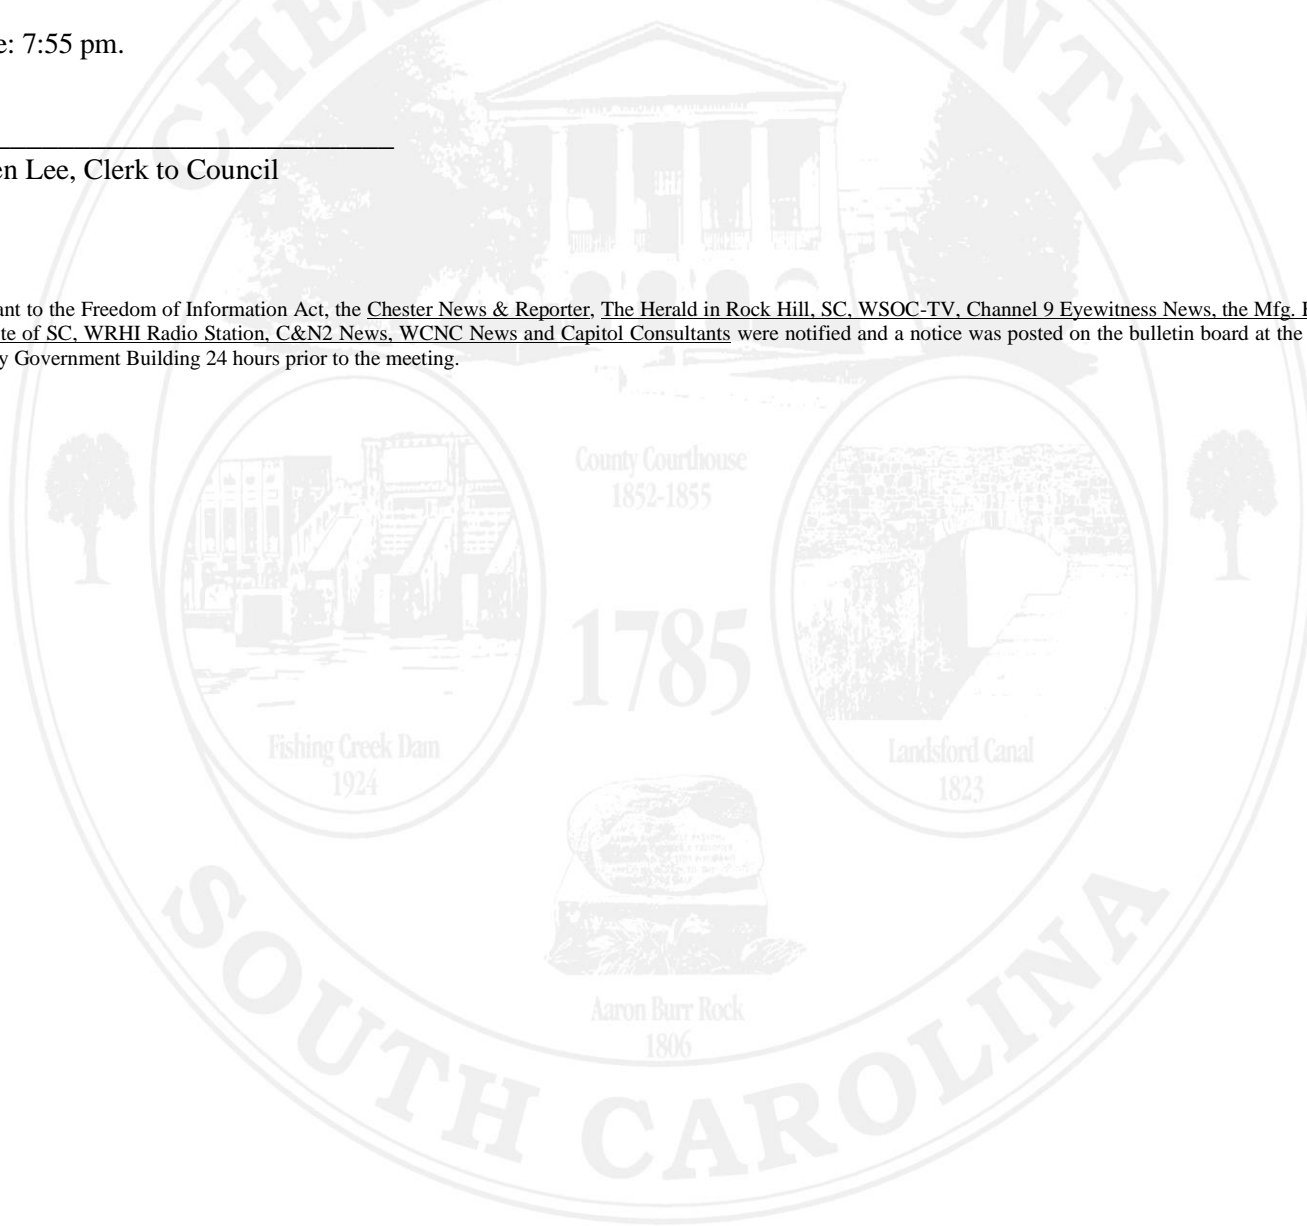 e: 7:55 pm.
en Lee, Clerk to Council
ant to the Freedom of Information Act, the Chester News & Reporter, The Herald in Rock Hill, SC, WSOC-TV, Channel 9 Eyewitness News, the Mfg.
te of SC, WRHI Radio Station, C&N2 News, WCNC News and Capitol Consultants were notified and a notice was posted on the bulletin board at the
y Government Building 24 hours prior to the meeting.
County Courthouse
1852-1855
1785
Fishing Creek Dam
1924
Landsford Canal
1823
Aaron Burr Rock
1806
SOUTH CAROLINA